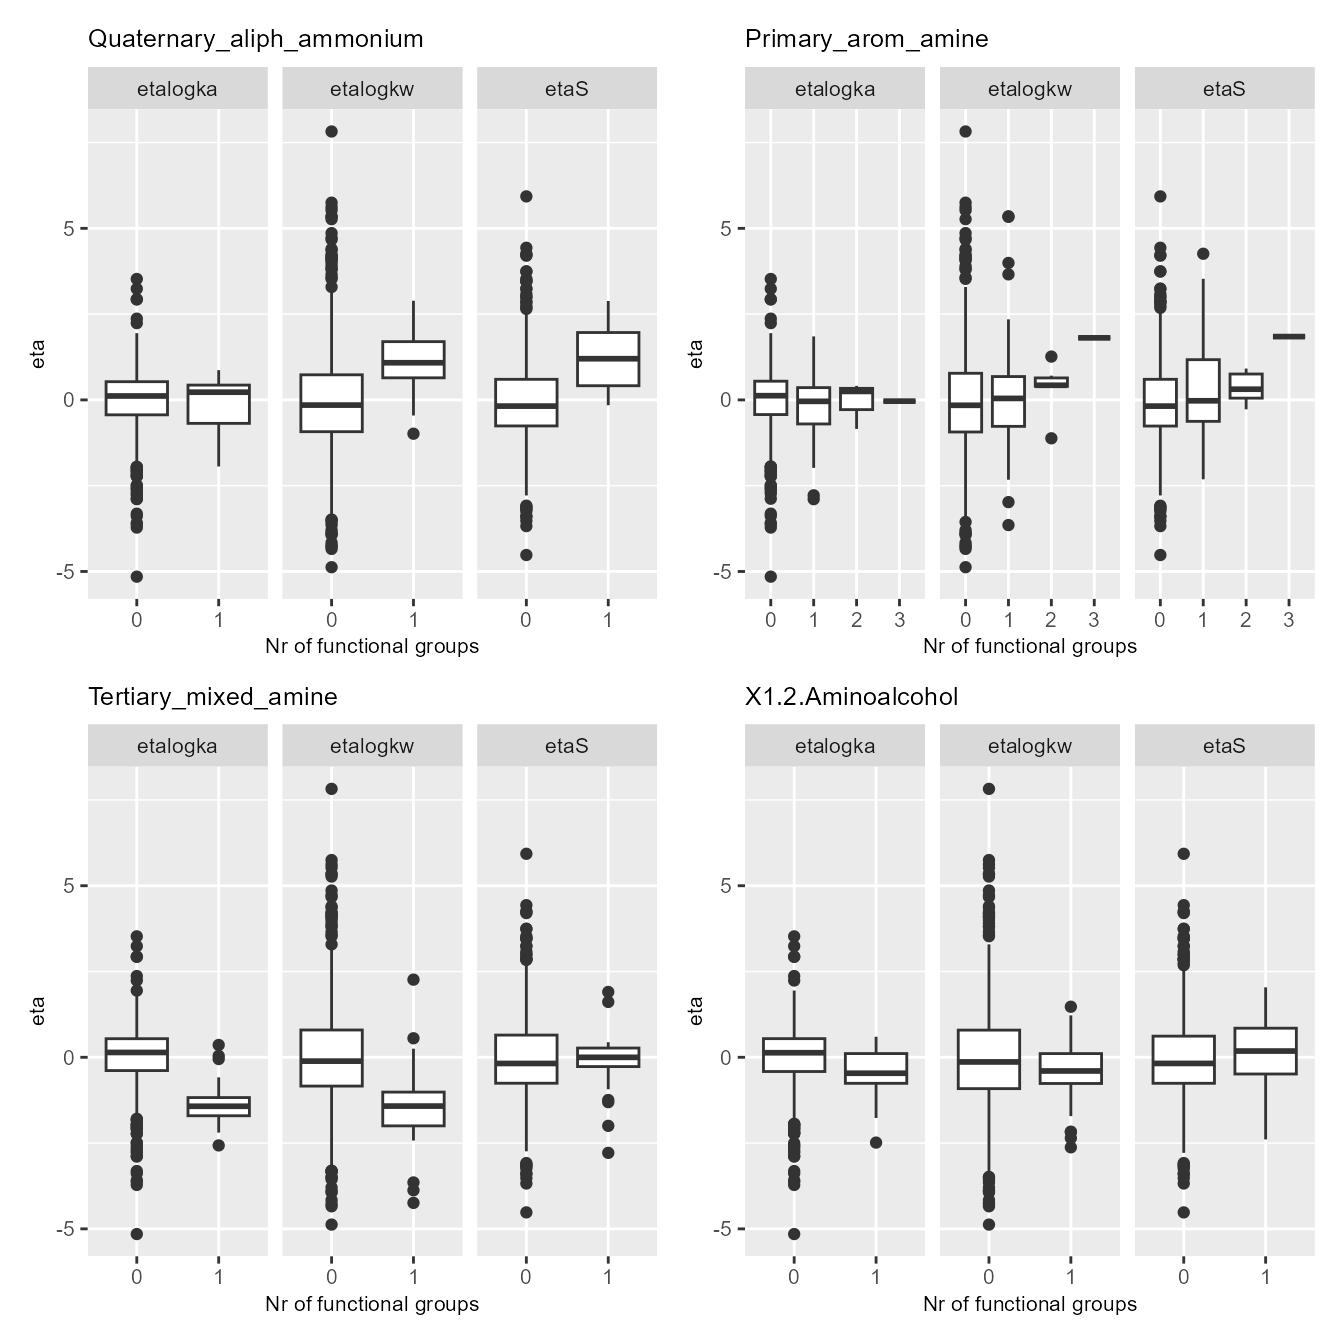 Quaternary_aliph_ammonium
etalogka etalogkw etaS
5
0
-5
eta
0 1 0 1 0 1
Nr of functional groups
Primary_arom_amine
etalogka etalogkw etaS
5
0
-5
eta
0 1 2 3 0 1 2 3 0 1 2 3
Nr of functional groups
Tertiary_mixed_amine
etalogka etalogkw etaS
5
0
-5
eta
0 1 0 1 0 1
Nr of functional groups
X1.2.Aminoalcohol
etalogka etalogkw etaS
5
0
-5
eta
0 1 0 1 0 1
Nr of functional groups